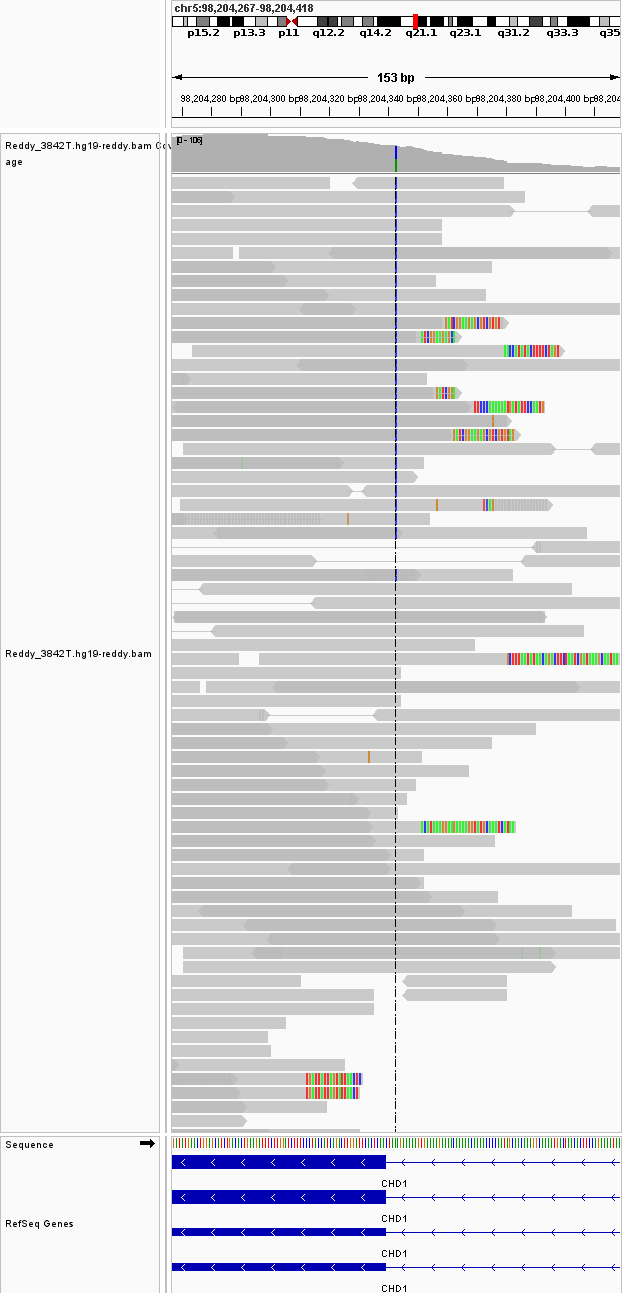 chr5:98,204,267-98,204,418
p15.2 p13.3 p11 q12.2 q14.2 q21.1 q23.1 q31.2 q33.3 q35
153 bp
98,204,280 bp 98,204,300 bp 98,204,320 bp 98,204,340 bp 98,204,360 bp 98,204,380 bp 98,204,400 bp 98,204
Reddy_3842T.hg19-reddy.bam Cov
age
[0 - 106]
Reddy_3842T.hg19-reddy.bam
Sequence
CHD1
CHD1
RefSeq Genes
CHD1
CHD1